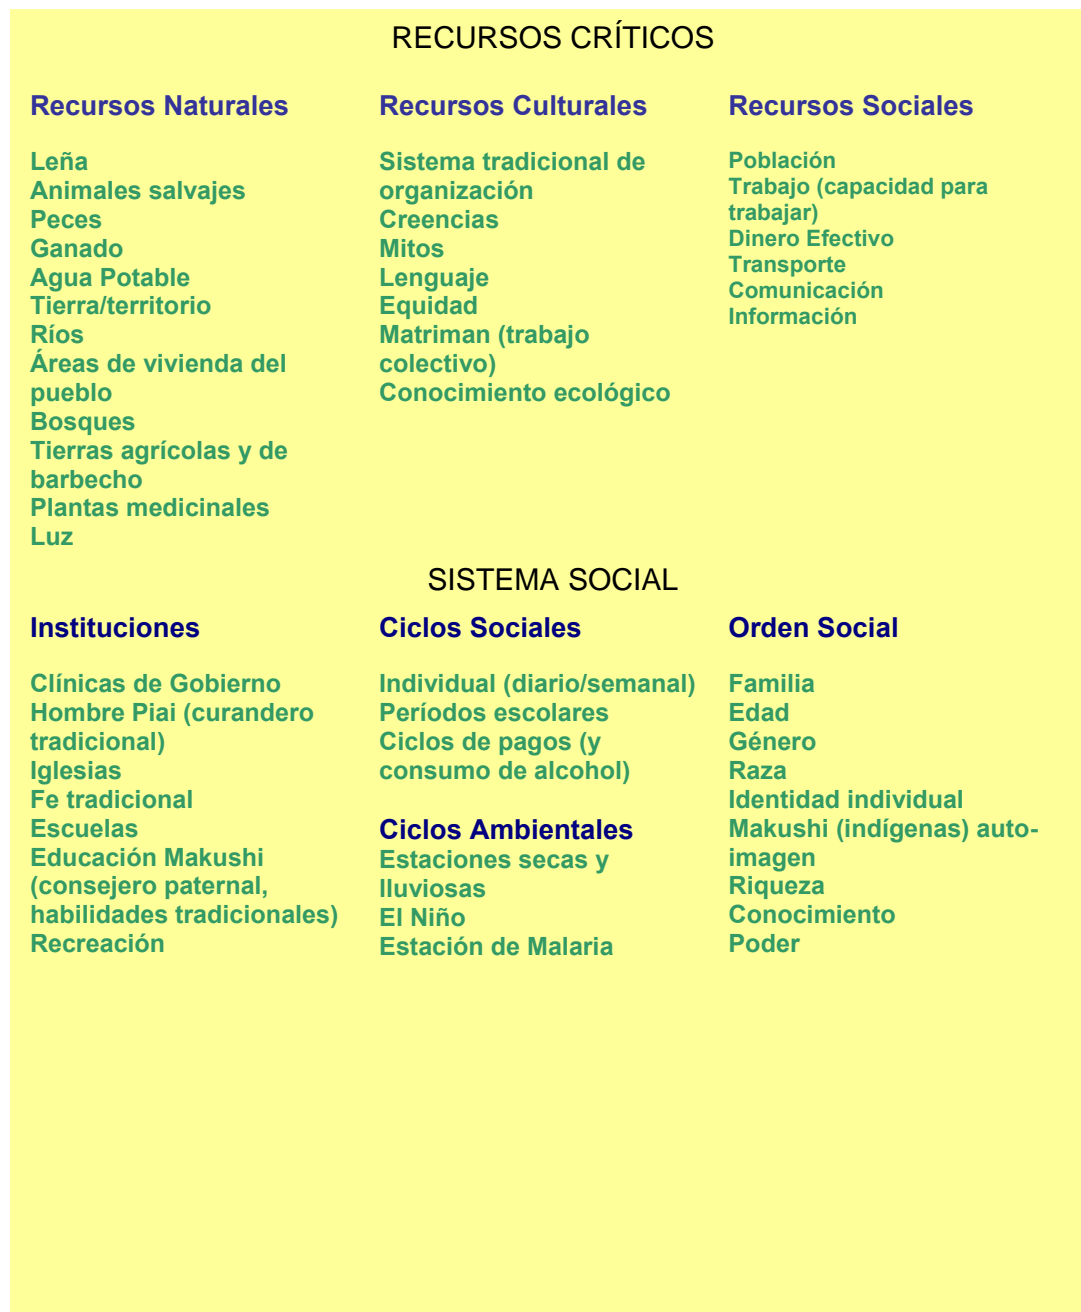 RECURSOS CRÍTICOS
Recursos Naturales
Leña
Animales salvajes
Peces
Ganado
Agua Potable
Tierra/territorio
Ríos
Áreas de vivienda del
pueblo
Bosques
Tierras agrícolas y de
barbecho
Plantas medicinales
Luz
Recursos Culturales
Sistema tradicional de
organización
Creencias
Mitos
Lenguaje
Equidad
Matriman (trabajo
colectivo)
Conocimiento ecológico
Recursos Sociales
Población
Trabajo (capacidad para
trabajar)
Dinero Efectivo
Transporte
Comunicación
Información
SISTEMA SOCIAL
Instituciones
Clínicas de Gobierno
Hombre Piai (curandero
tradicional)
Iglesias
Fe tradicional
Escuelas
Educación Makushi
(consejero paternal,
habilidades tradicionales)
Recreación
Ciclos Sociales
Individual (diario/semanal)
Períodos escolares
Ciclos de pagos (y
consumo de alcohol)
Ciclos Ambientales
Estaciones secas y
lluviosas
El Niño
Estación de Malaria
Orden Social
Familia
Edad
Género
Raza
Identidad individual
Makushi (indígenas) auto-
imagen
Riqueza
Conocimiento
Poder